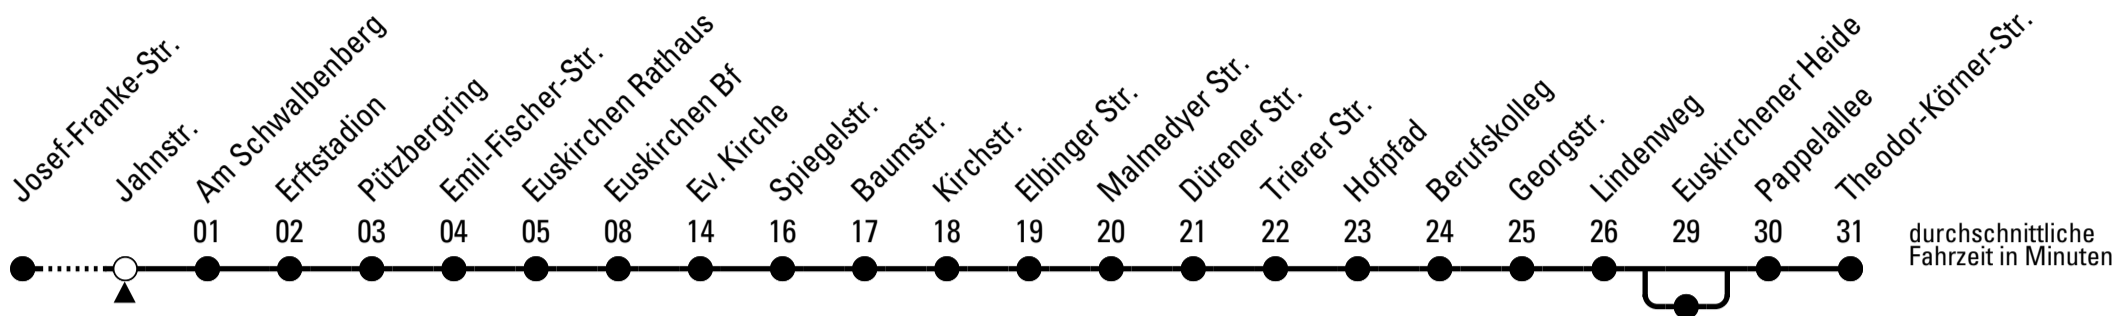 Josef-Franke-Str.
Jahnstr.
Am Schwalbenberg
Erftstadion
Pützbergring
Emil-Fischer-Str.
Euskirchen Rathaus
Euskirchen Bf
Ev. Kirche
Spiegelstr.
Baumstr.
Kirchstr.
Elbinger Str.
Malmedyer Str.
Dürener Str.
Trierer Str.
Hofpfad
Berufskolleg
Georgstr.
Lindenweg
Euskirchener Heide
Pappelallee
Theodor-Körner-Str.
01 02 03 04 05 08 14 16 17 18 19 20 21 22 23 24 25 26 29 30 31
durchschnittliche
Fahrzeit in Minuten